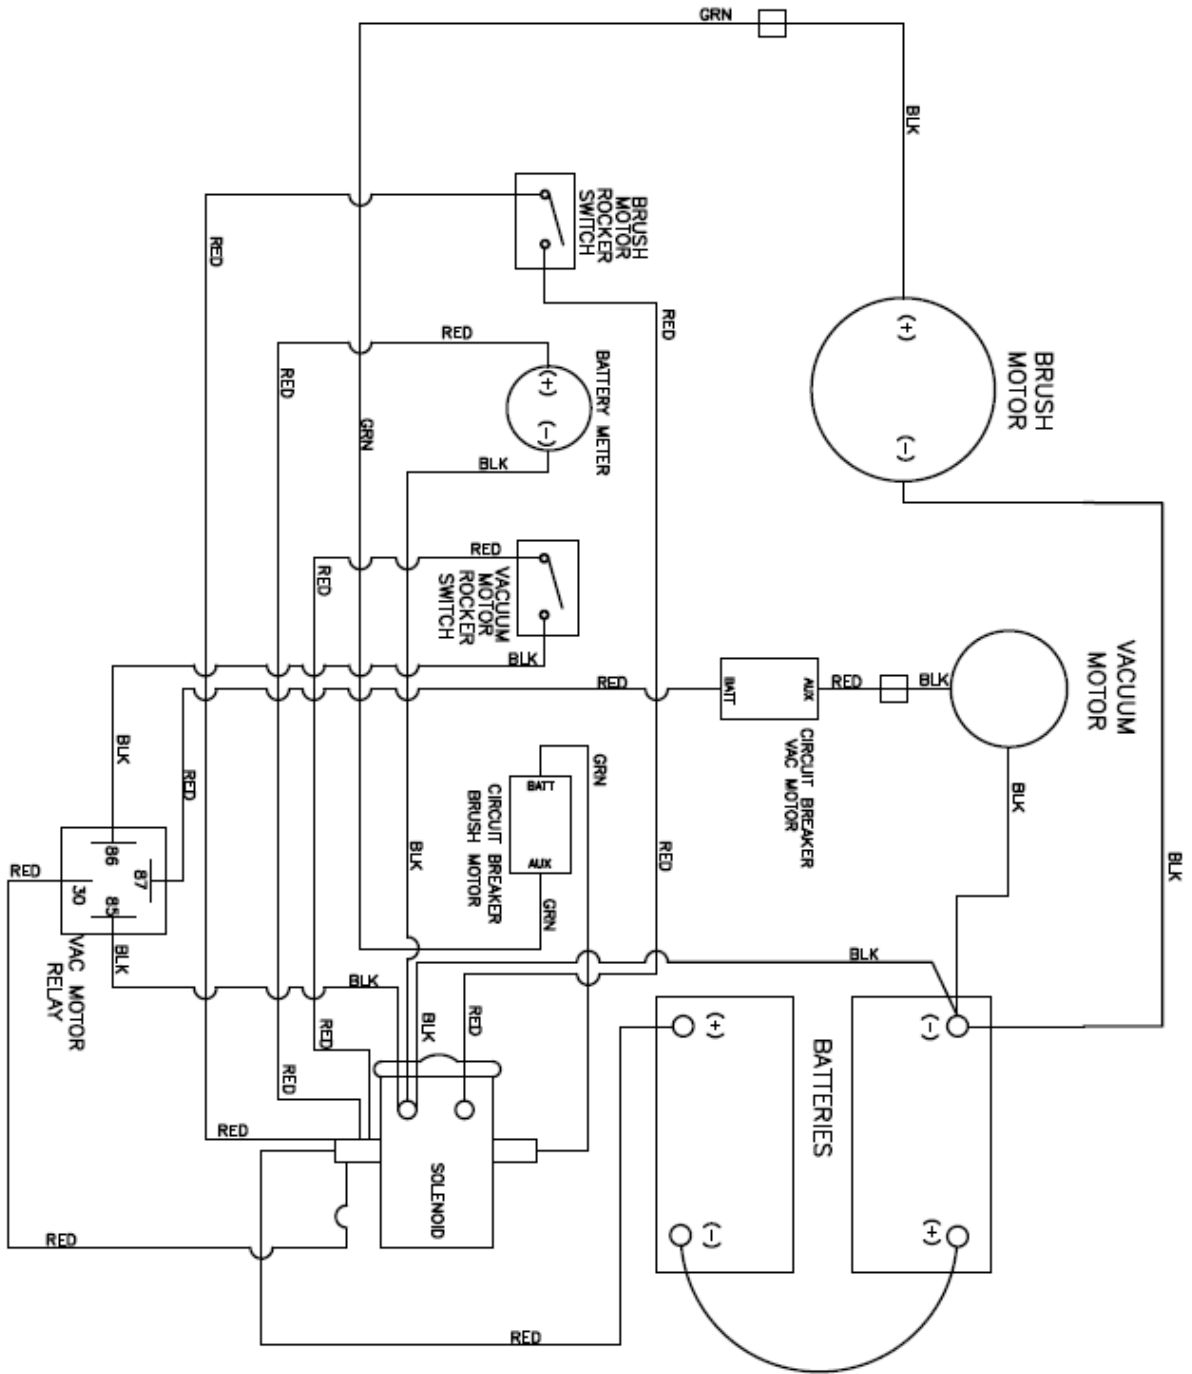 GRN
BLK
BRUSH
MOTOR
ROCKER
SWITCH
RED
RED
RED
RED
(+)
(-)
BRUSH
MOTOR
BATTERY METER
(+)
(-)
GRN
BLK
RED
RED
VACUUM
MOTOR
ROCKER
SWITCH
BLK
RED
BATT
AUX
RED
BLK
VACUUM
MOTOR
CIRCUIT BREAKER
VAC MOTOR
BLK
BLK
RED
GRN
BATT
AUX
CIRCUIT BREAKER
BRUSH MOTOR
GRN
BLK
RED
BLK
RED
86
87
30
85
VAC MOTOR
RELAY
BLK
BLK
BLK
BLK
RED
RED
RED
RED
SOLENOID
(+)
(-)
BATTERIES
(-)
(+)
RED
RED